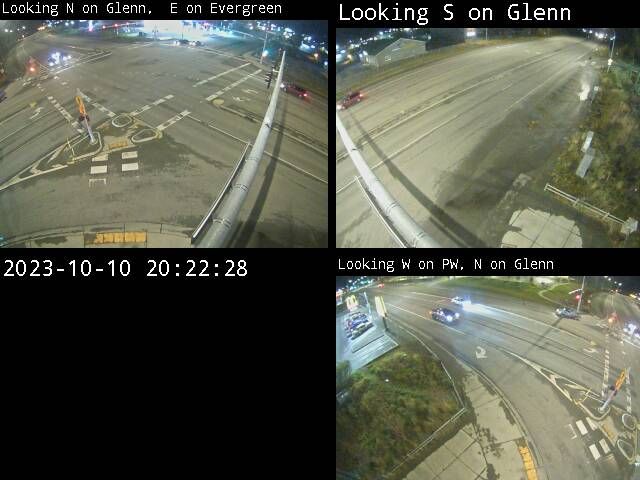 Looking N on Glenn,  E on Evergreen
Looking S on Glenn
2023-10-10 20:22:28
Looking W on PW, N on Glenn